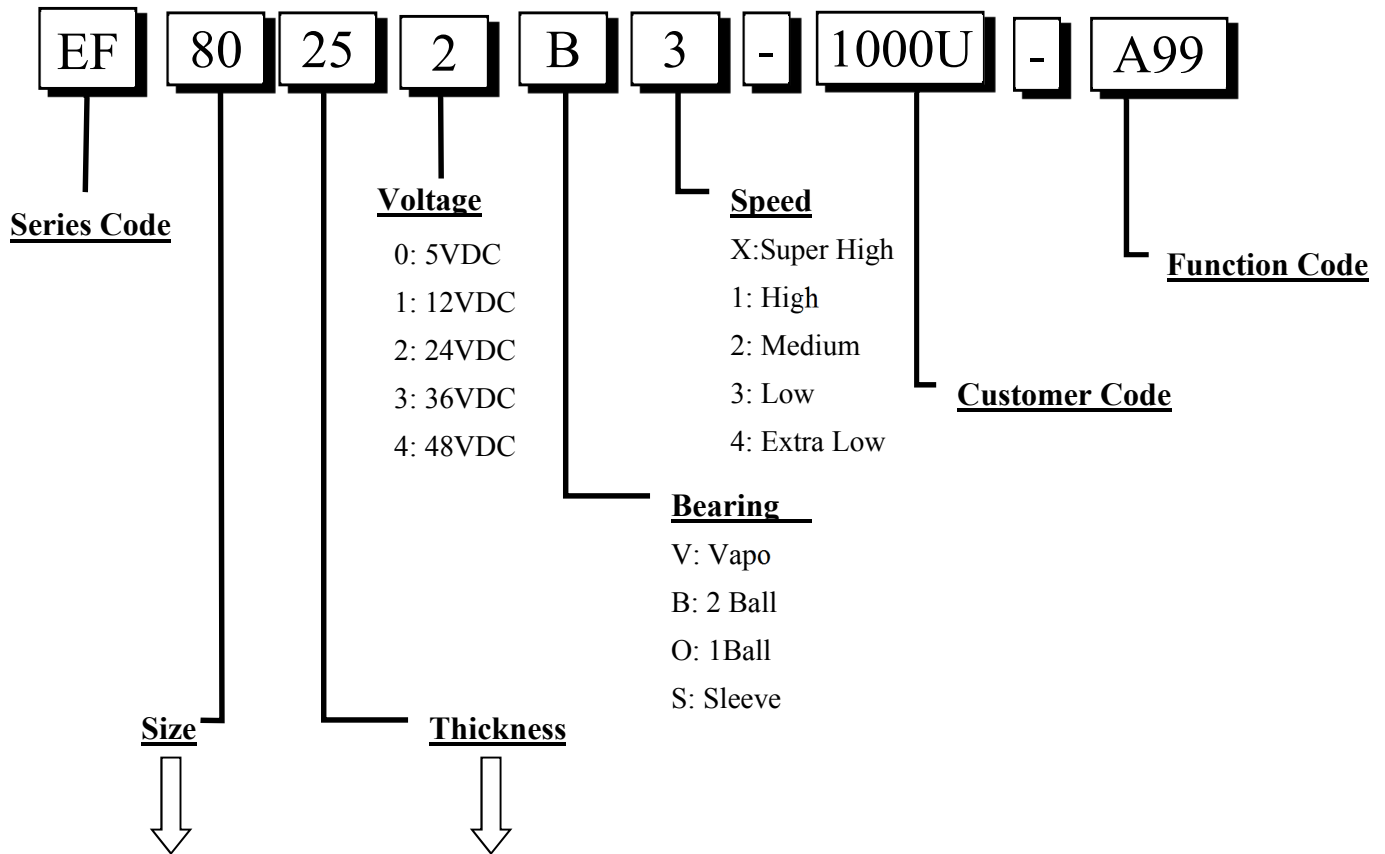 EF 80 25 2 B 3 - 1000U - A99
Series Code
Voltage
0: 5VDC
1: 12VDC
2: 24VDC
3: 36VDC
4: 48VDC
Speed
X:Super High
1: High
2: Medium
3: Low
4: Extra Low
Function Code
Customer Code
Bearing
V: Vapo
B: 2 Ball
O: 1Ball
S: Sleeve
Size
Thickness